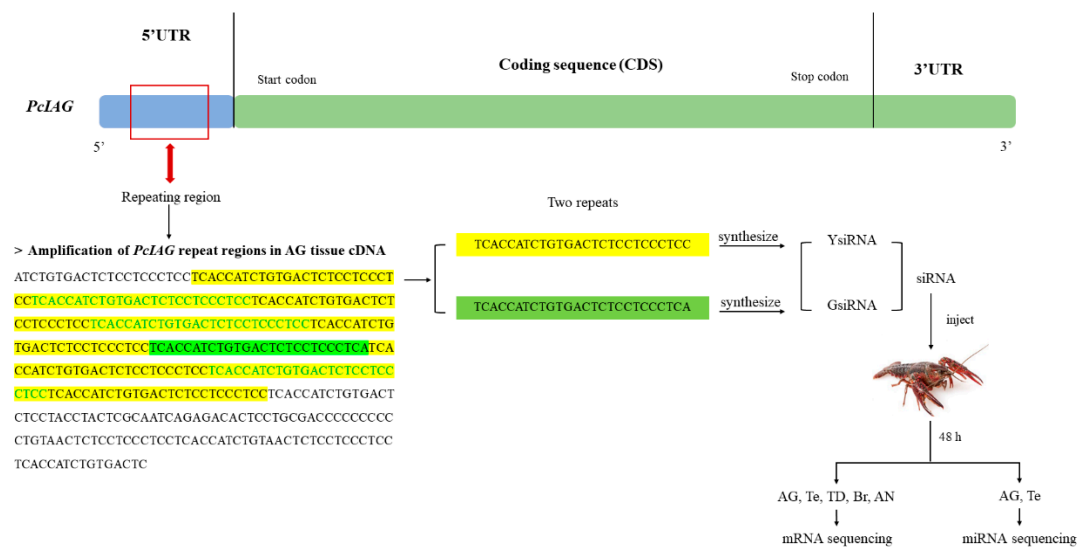 5’UTR
Coding sequence (CDS)
3’UTR
Start codon
Stop codon
PcIAG
5’
3’
Repeating region
> Amplification of PcIAG repeat regions in AG tissue cDNA
ATCTGTGACTCTCCTCCCTCCTCACCATCTGTGACTCTCCTCCCT
CCTCACCATCTGTGACTCTCCTCCCTCCTCACCATCTGTGACTCT
CCTCCCTCCTCACCATCTGTGACTCTCCTCCCTCCTCACCATCTG
TGACTCTCCTCCCTCCTCACCATCTGTGACTCTCCTCCCTCATCA
CCATCTGTGACTCTCCTCCCTCCTCACCATCTGTGACTCTCCTCC
CTCCTCACCATCTGTGACTCTCCTCCCTCCTCACCATCTGTGACT
CTCCTACCTACTCGCAATCAGAGACACTCCTGCGACCCCCCCCC
CTGTAACTCTCCTCCCTCCTCACCATCTGTAACTCTCCTCCCTCC
TCACCATCTGTGACTC
Two repeats
TCACCATCTGTGACTCTCCTCCCTCC
synthesize
YsiRNA
TCACCATCTGTGACTCTCCTCCCTCA
synthesize
GsiRNA
siRNA
inject
48 h
AG, Te, TD, Br, AN
AG, Te
mRNA sequencing
miRNA sequencing